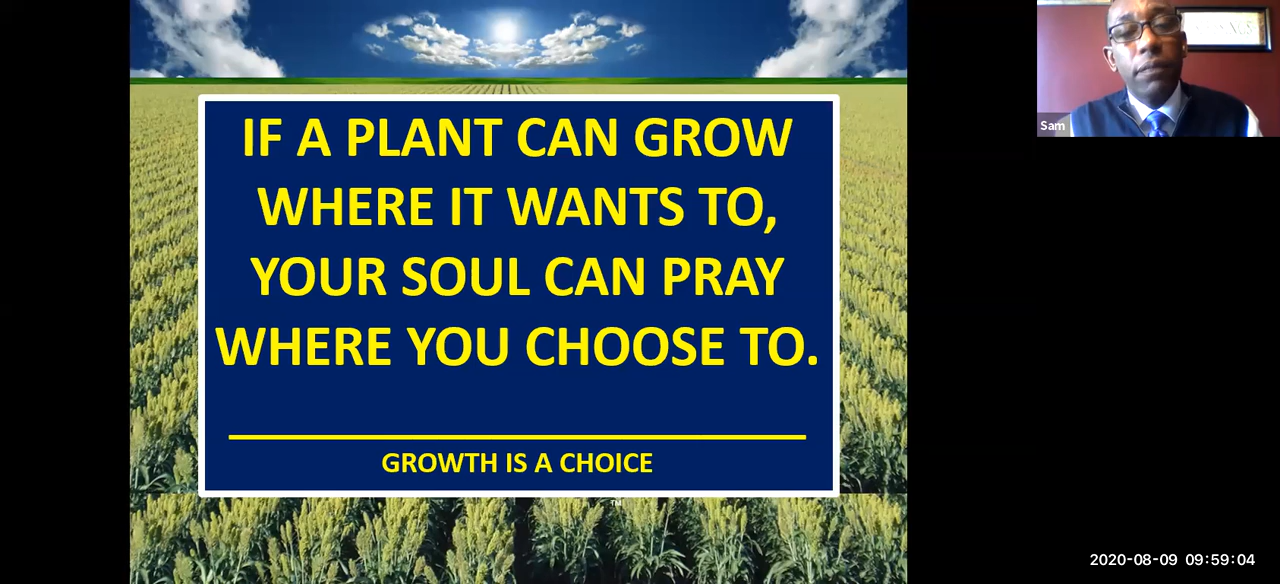 IF A PLANT CAN GROW
WHERE IT WANTS TO,
YOUR SOUL CAN PRAY
WHERE YOU CHOOSE TO.
GROWTH IS A CHOICE
TM
Sam
2020-08-09 09:59:04